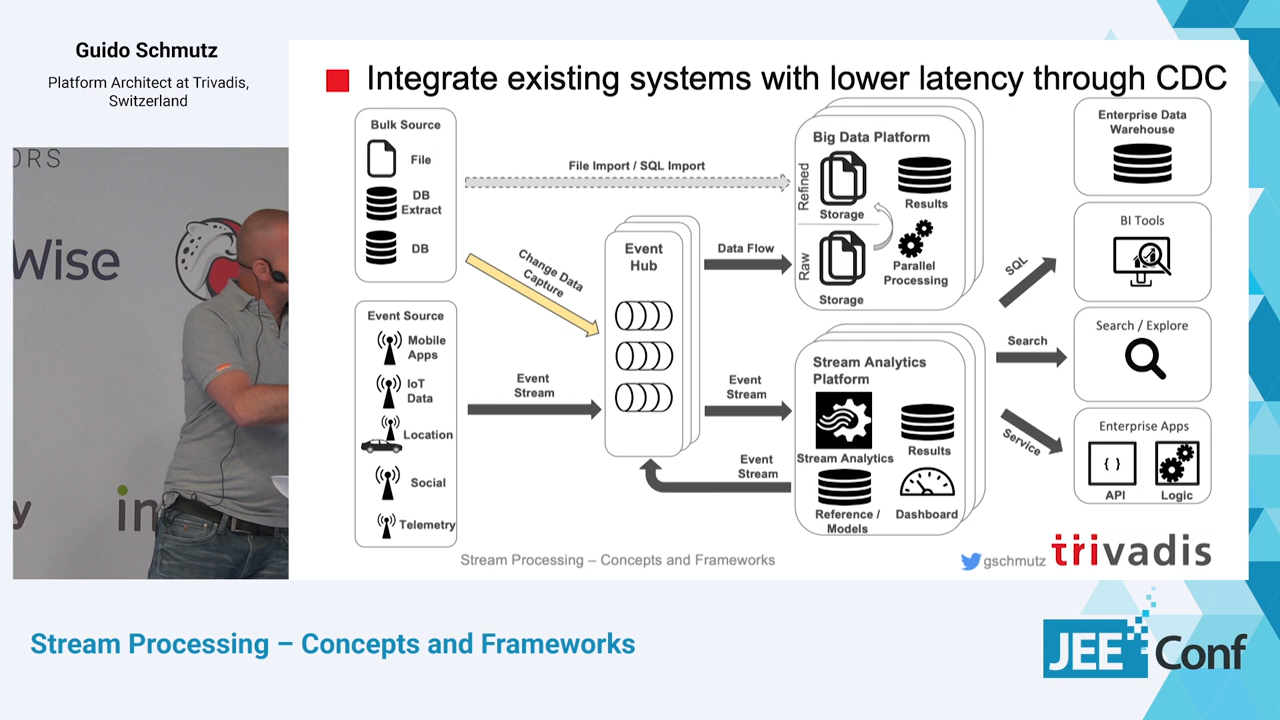 Guido Schmutz
Platform Architect at Trivadis,
Switzerland
ORS
Wise
y
in
Integrate existing systems with lower latency through CDC
Bulk Source
File
DB
Extract
DB
File Import / SQL Import
Change Data
Capture
Event Source
Mobile
Apps
IoT
Data
Location
Social
Telemetry
Event
Stream
Event
Hub
Data Flow
Event
Stream
Event
Stream
Big Data Platform
Refined
Storage
Results
Raw
Storage
Parallel
Processing
Stream Analytics
Platform
Stream Analytics
Results
Reference /
Models
Dashboard
SQL
Search
Service
Enterprise Data
Warehouse
BI Tools
Search / Explore
Enterprise Apps
{ }
API
Logic
Stream Processing – Concepts and Frameworks
gschmutz
trivadis
Stream Processing – Concepts and Frameworks
JEE Conf